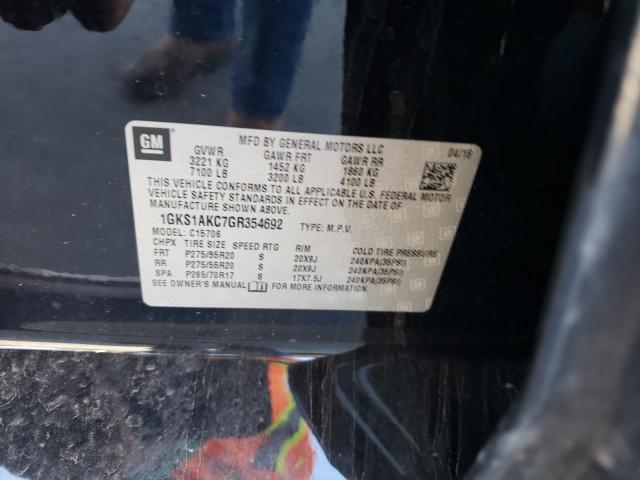 GM
MFD BY GENERAL MOTORS LLC 04/16
GVWR GAWR FRT GAWR RR
3221 KG 1452 KG 1860 KG
7100 LB 3200 LB 4100 LB
THIS VEHICLE CONFORMS TO ALL APPLICABLE U.S. FEDERAL MOTOR
VEHICLE SAFETY STANDARDS IN EFFECT ON THE DATE OF
MANUFACTURE SHOWN ABOVE.
1GKS1AKC7GR354692 TYPE: M.P.V.
MODEL: C15706
CHPX TIRE SIZE SPEED RTG RIM COLD TIRE PRESSURE
FRT P275/55R20 S 20X9J 240KPA(35PSI)
RR P275/55R20 S 20X9J 240KPA(35PSI)
SPA P265/70R17 S 17X7.5J 240KPA(35PSI)
SEE OWNER'S MANUAL FOR MORE INFORMATION.